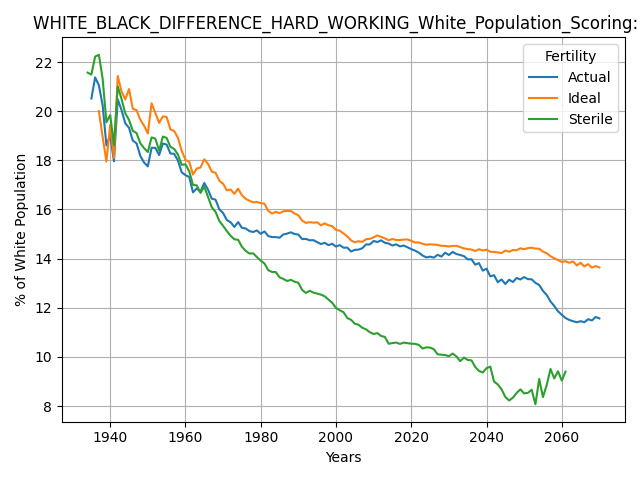 WHITE_BLACK_DIFFERENCE_HARD_WORKING_White_Population_Scoring:
Fertility
Actual
Ideal
Sterile
% of White Population
22
20
18
16
14
12
10
8
1940 1960 1980 2000 2020 2040 2060
Years